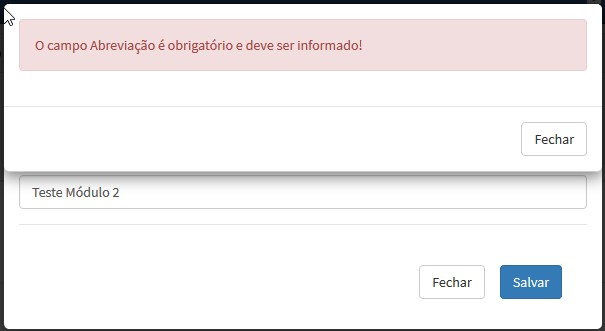 O campo Abreviação é obrigatório e deve ser informado!
Fechar
Teste Módulo 2
Fechar
Salvar